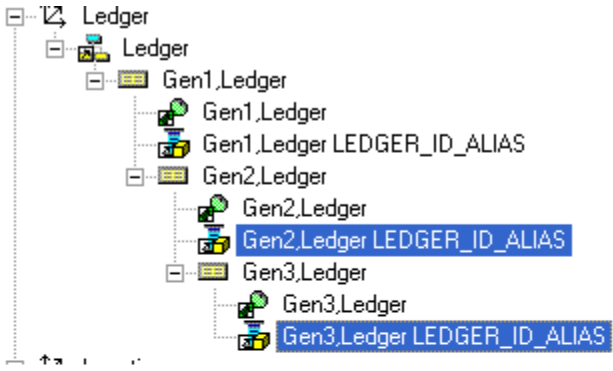 Ledger
Ledger
Gen1,Ledger
Gen1,Ledger
Gen1,Ledger LEDGER_ID_ALIAS
Gen2,Ledger
Gen2,Ledger
Gen2,Ledger LEDGER_ID_ALIAS
Gen3,Ledger
Gen3,Ledger
Gen3,Ledger LEDGER_ID_ALIAS